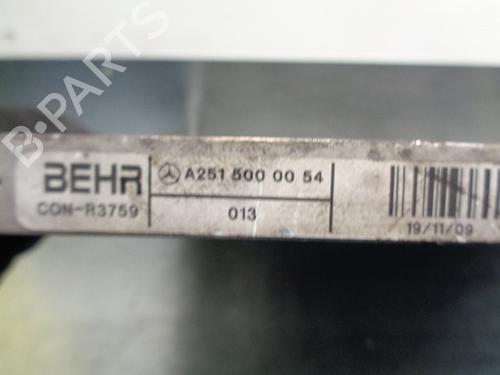 B-PARTS
BEHR
CON-R3759
A251 500 00 54
013
19/11/09